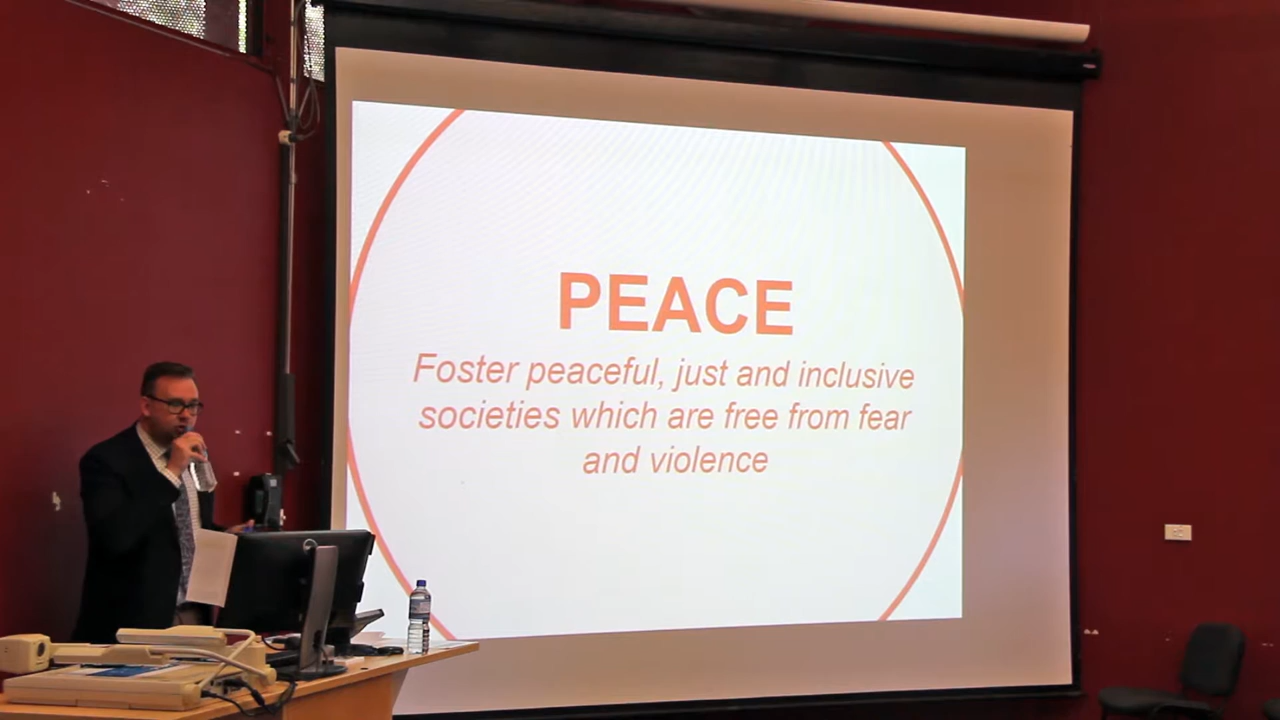 PEACE
Foster peaceful, just and inclusive
societies which are free from fear
and violence